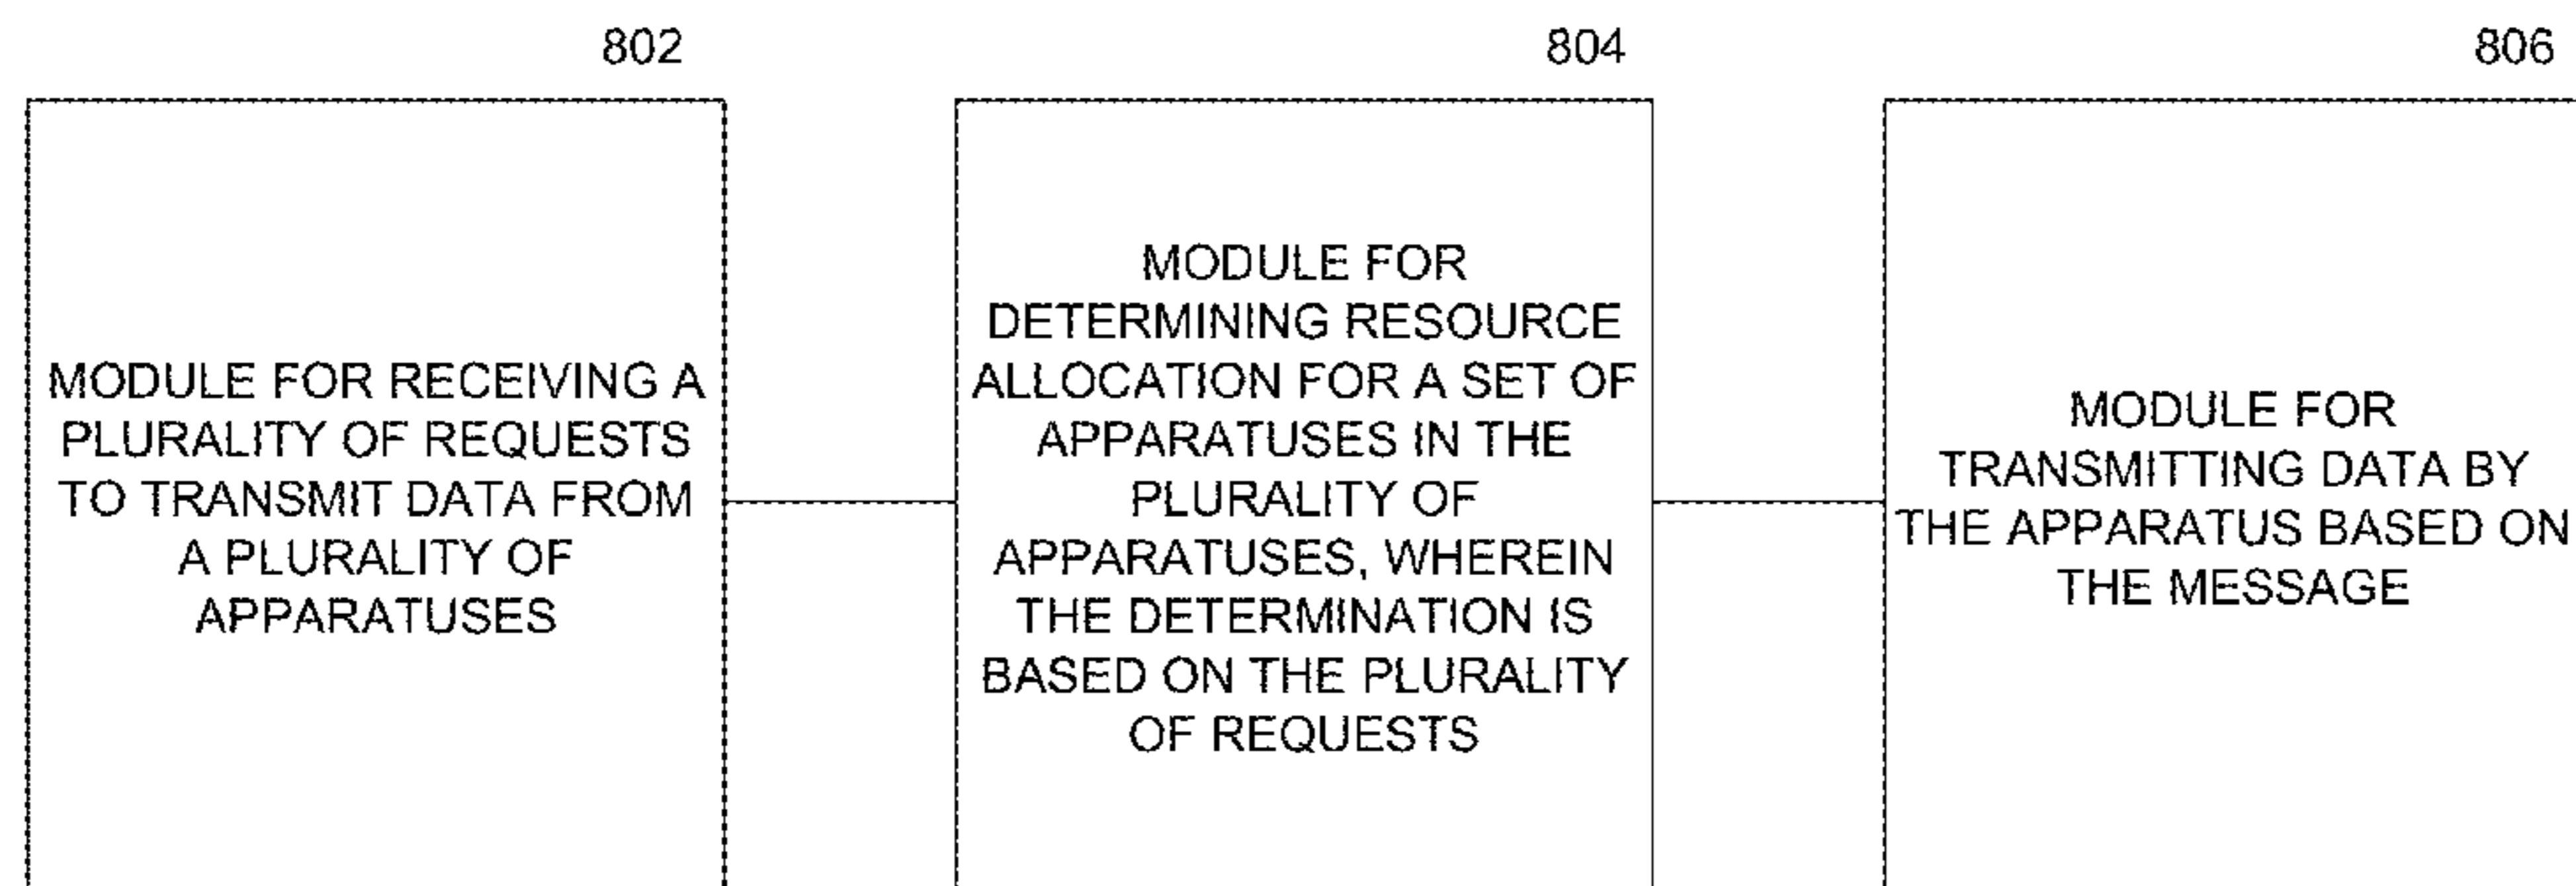 802
MODULE FOR RECEIVING A
PLURALITY OF REQUESTS
TO TRANSMIT DATA FROM
A PLURALITY OF
APPARATUSES
804
MODULE FOR
DETERMINING RESOURCE
ALLOCATION FOR A SET OF
APPARATUSES IN THE
PLURALITY OF
APPARATUSES, WHEREIN
THE DETERMINATION IS
BASED ON THE PLURALITY
OF REQUESTS
806
MODULE FOR
TRANSMITTING DATA BY
THE APPARATUS BASED ON
THE MESSAGE